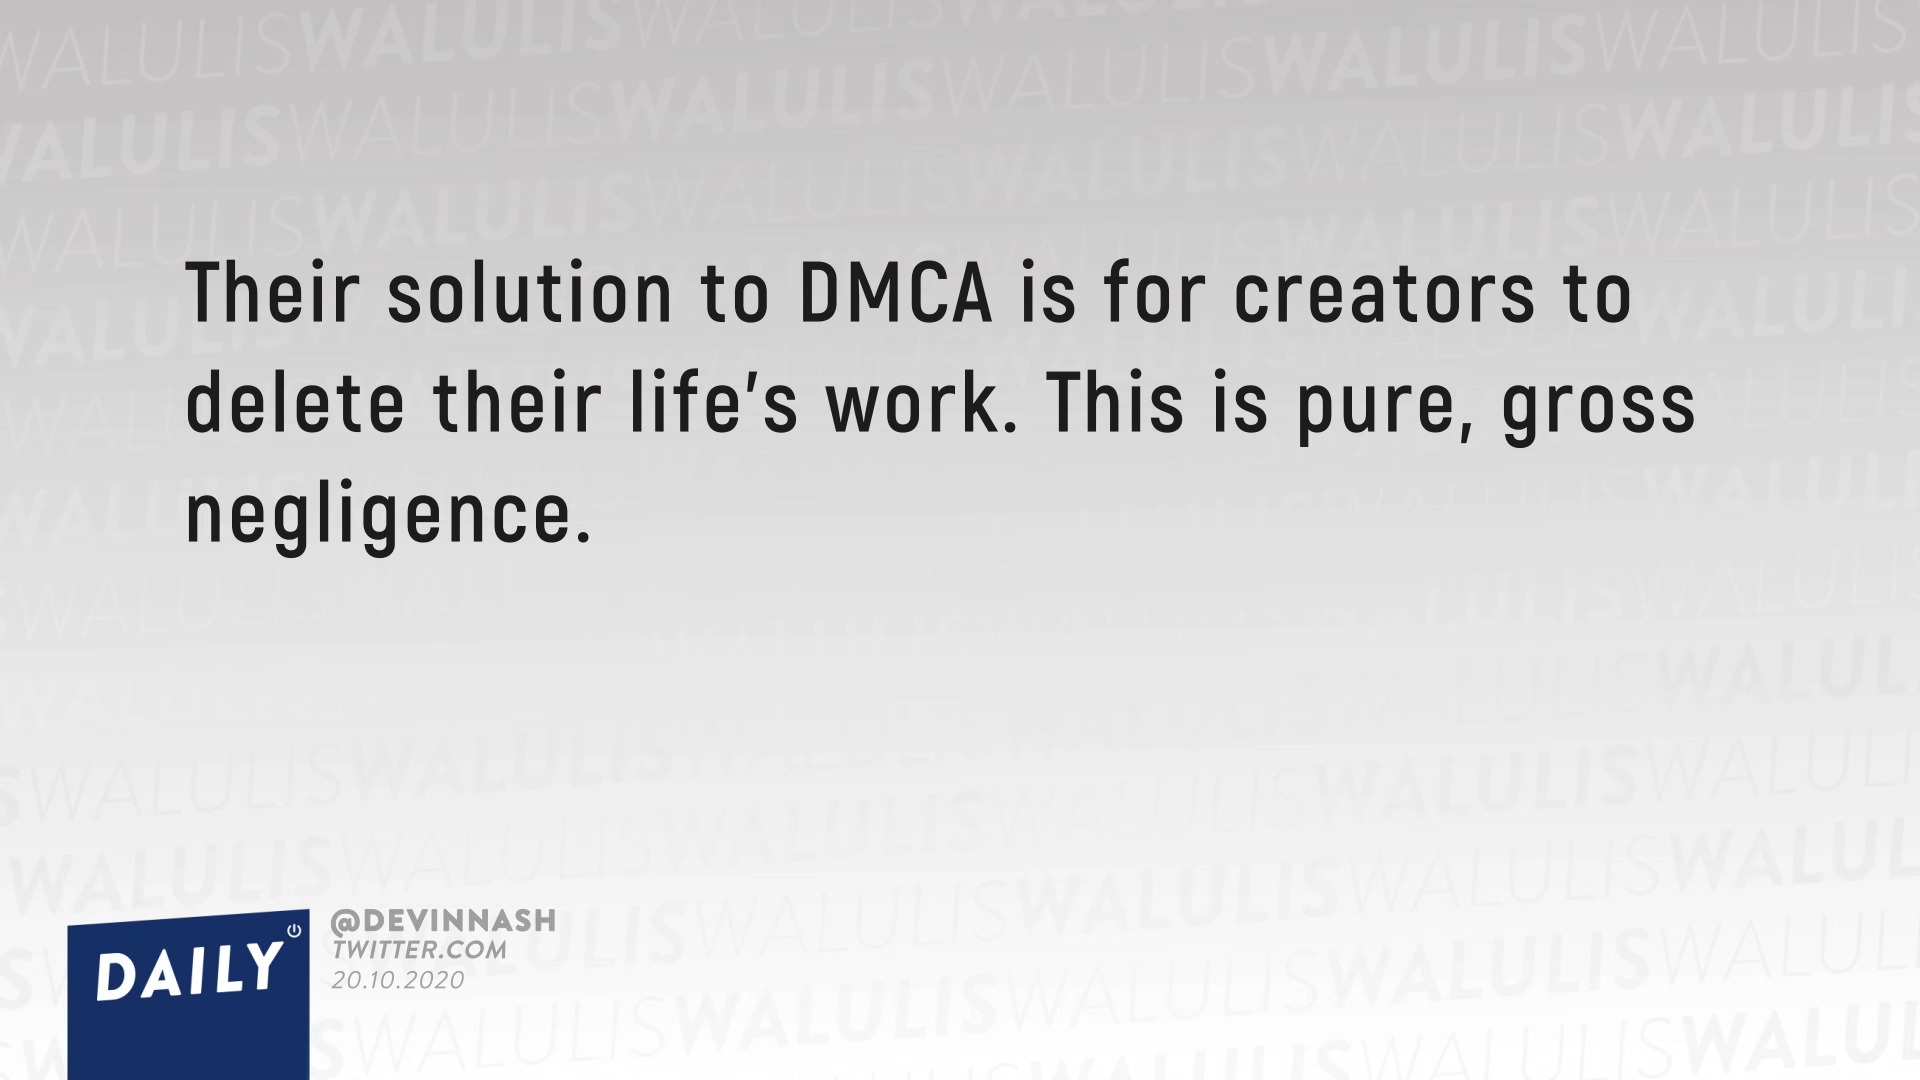 Their solution to DMCA is for creators to
delete their life's work. This is pure, gross
negligence.
DAILY
@DEVINNASH
TWITTER.COM
20.10.2020
WALULIS